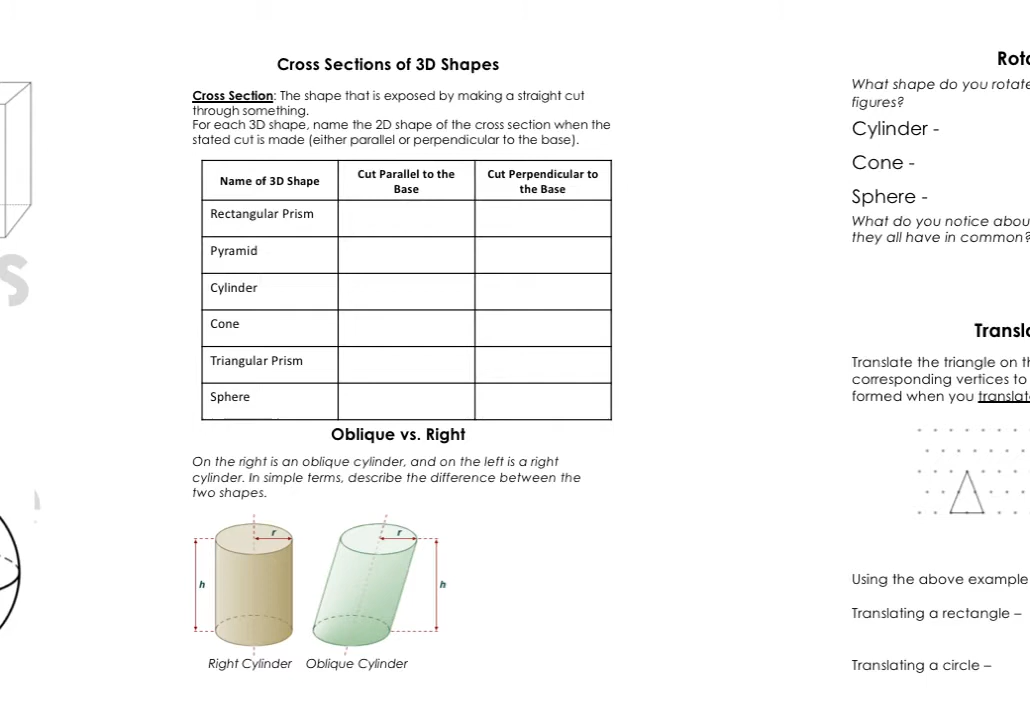 Cross Sections of 3D Shapes
Cross Section: The shape that is exposed by making a straight cut
through something.
For each 3D shape, name the 2D shape of the cross section when the
stated cut is made (either parallel or perpendicular to the base).
Name of 3D Shape
Cut Parallel to the
Base
Cut Perpendicular to
the Base
Rectangular Prism
Pyramid
Cylinder
Cone
Triangular Prism
Sphere
Oblique vs. Right
On the right is an oblique cylinder, and on the left is a right
cylinder. In simple terms, describe the difference between the
two shapes.
r
h
r
h
Right Cylinder Oblique Cylinder
s
What shape do you rotate
figures?
Cylinder -
Cone -
Sphere -
What do you notice
they all have in common?
Translate the triangle on
corresponding vertices to
formed when you
Using the above example
Translating a rectangle –
Translating a circle –